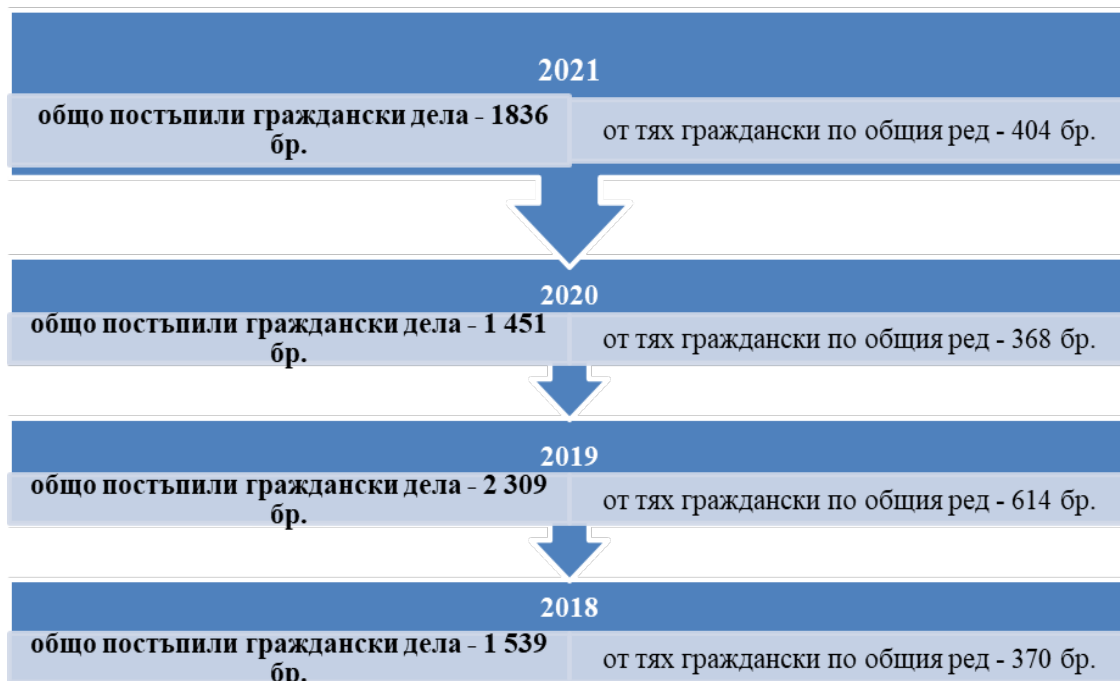 2021
общо постъпили граждански дела - 1836
бр.
от тях граждански по общия ред - 404 бр.
2020
общо постъпили граждански дела - 1 451
бр.
от тях граждански по общия ред - 368 бр.
2019
общо постъпили граждански дела - 2 309
бр.
от тях граждански по общия ред - 614 бр.
2018
общо постъпили граждански дела - 1 539
бр.
от тях граждански по общия ред - 370 бр.